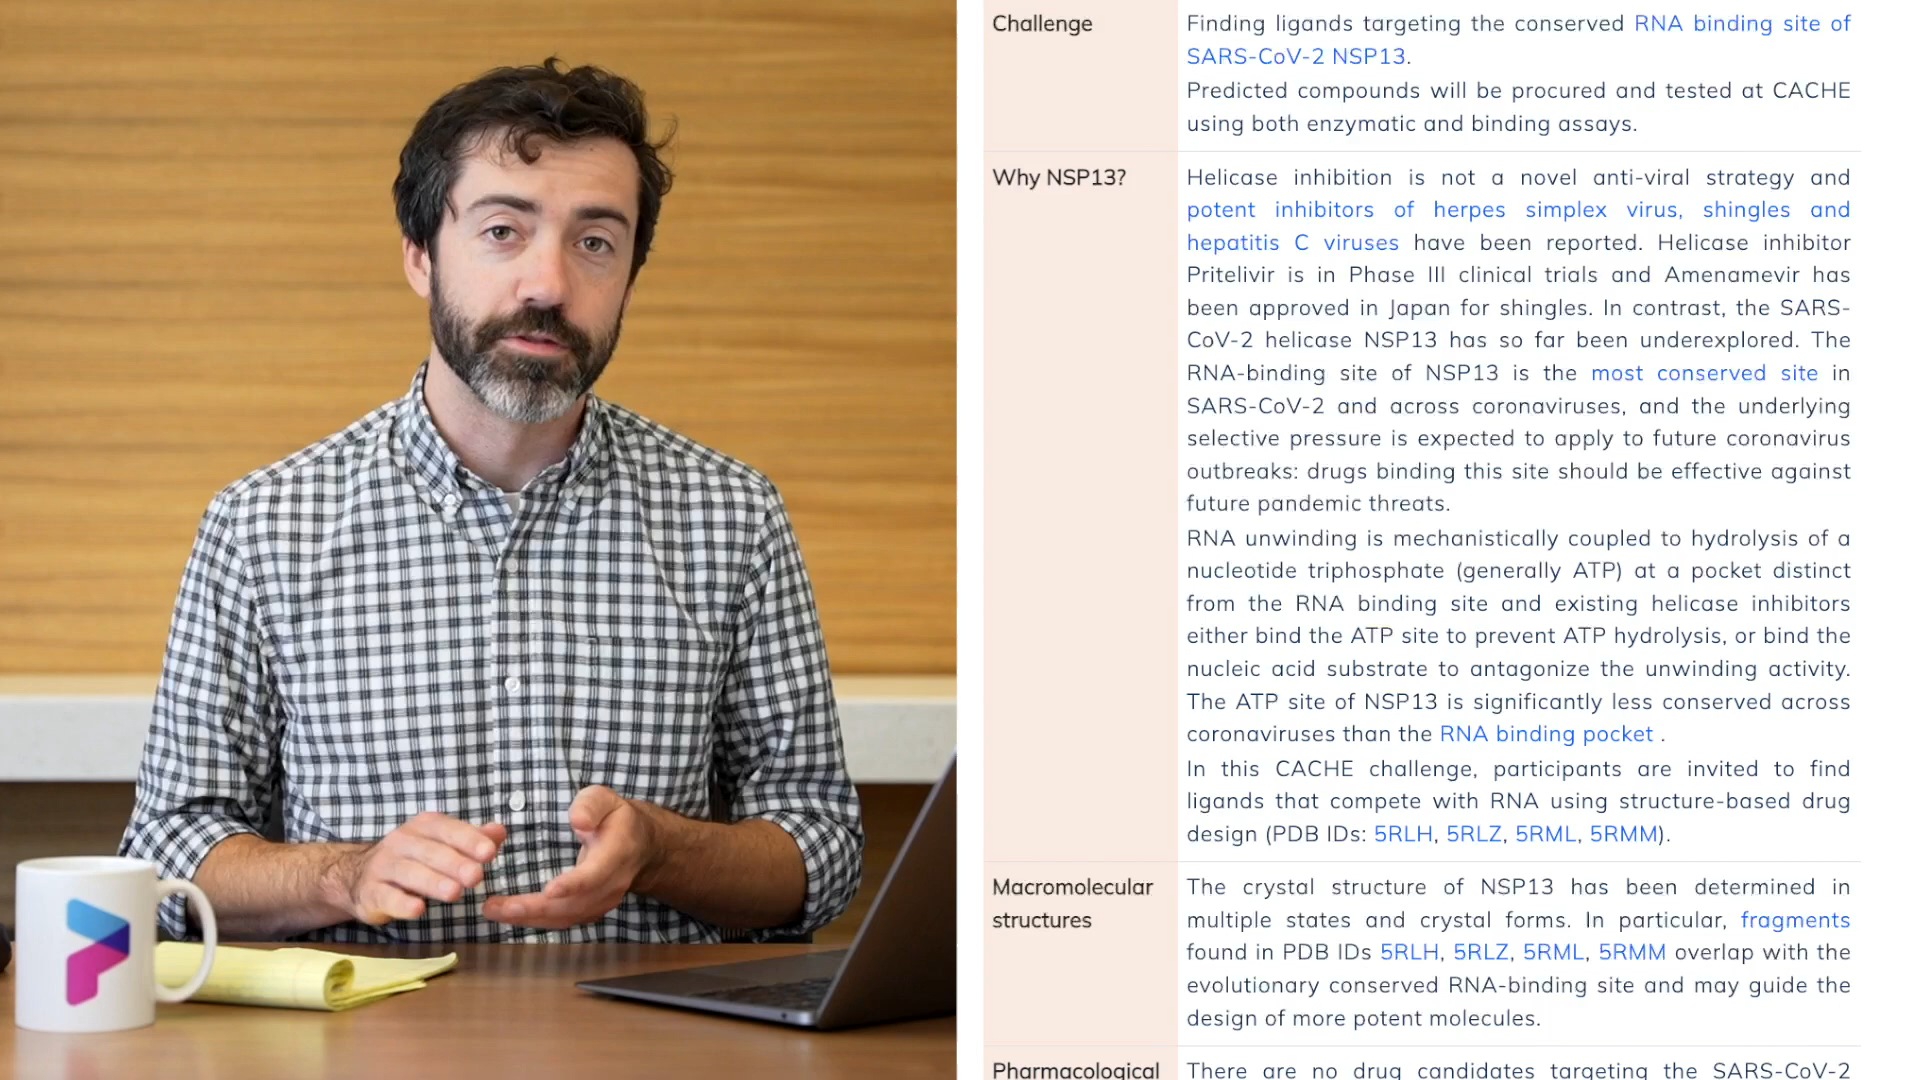 Challenge
Finding ligands targeting the conserved RNA binding site of
SARS-CoV-2 NSP13.
Predicted compounds will be procured and tested at CACHE
using both enzymatic and binding assays.
Why NSP13?
Helicase inhibition is not a novel anti-viral strategy and
potent inhibitors of herpes simplex virus, shingles and
hepatitis C viruses have been reported. Helicase inhibitor
Pritelivir is in Phase III clinical trials and Amenamevir has
been approved in Japan for shingles. In contrast, the SARS-
CoV-2 helicase NSP13 has so far been underexplored. The
RNA-binding site of NSP13 is the most conserved site in
SARS-CoV-2 and across coronaviruses, and the underlying
selective pressure is expected to apply to future coronavirus
outbreaks: drugs binding this site should be effective against
future pandemic threats.
RNA unwinding is mechanistically coupled to hydrolysis of a
nucleotide triphosphate (generally ATP) at a pocket distinct
from the RNA binding site and existing helicase inhibitors
either bind the ATP site to prevent ATP hydrolysis, or bind the
nucleic acid substrate to antagonize the unwinding activity.
The ATP site of NSP13 is significantly less conserved across
coronaviruses than the RNA binding pocket .
In this CACHE challenge, participants are invited to find
ligands that compete with RNA using structure-based drug
design (PDB IDs: 5RLH, 5RLZ, 5RML, 5RMM).
Macromolecular
structures
The crystal structure of NSP13 has been determined in
multiple states and crystal forms. In particular, fragments
found in PDB IDs 5RLH, 5RLZ, 5RML, 5RMM overlap with the
evolutionary conserved RNA-binding site and may guide the
design of more potent molecules.
Pharmacological
There are no drug candidates targeting the SARS-CoV-2